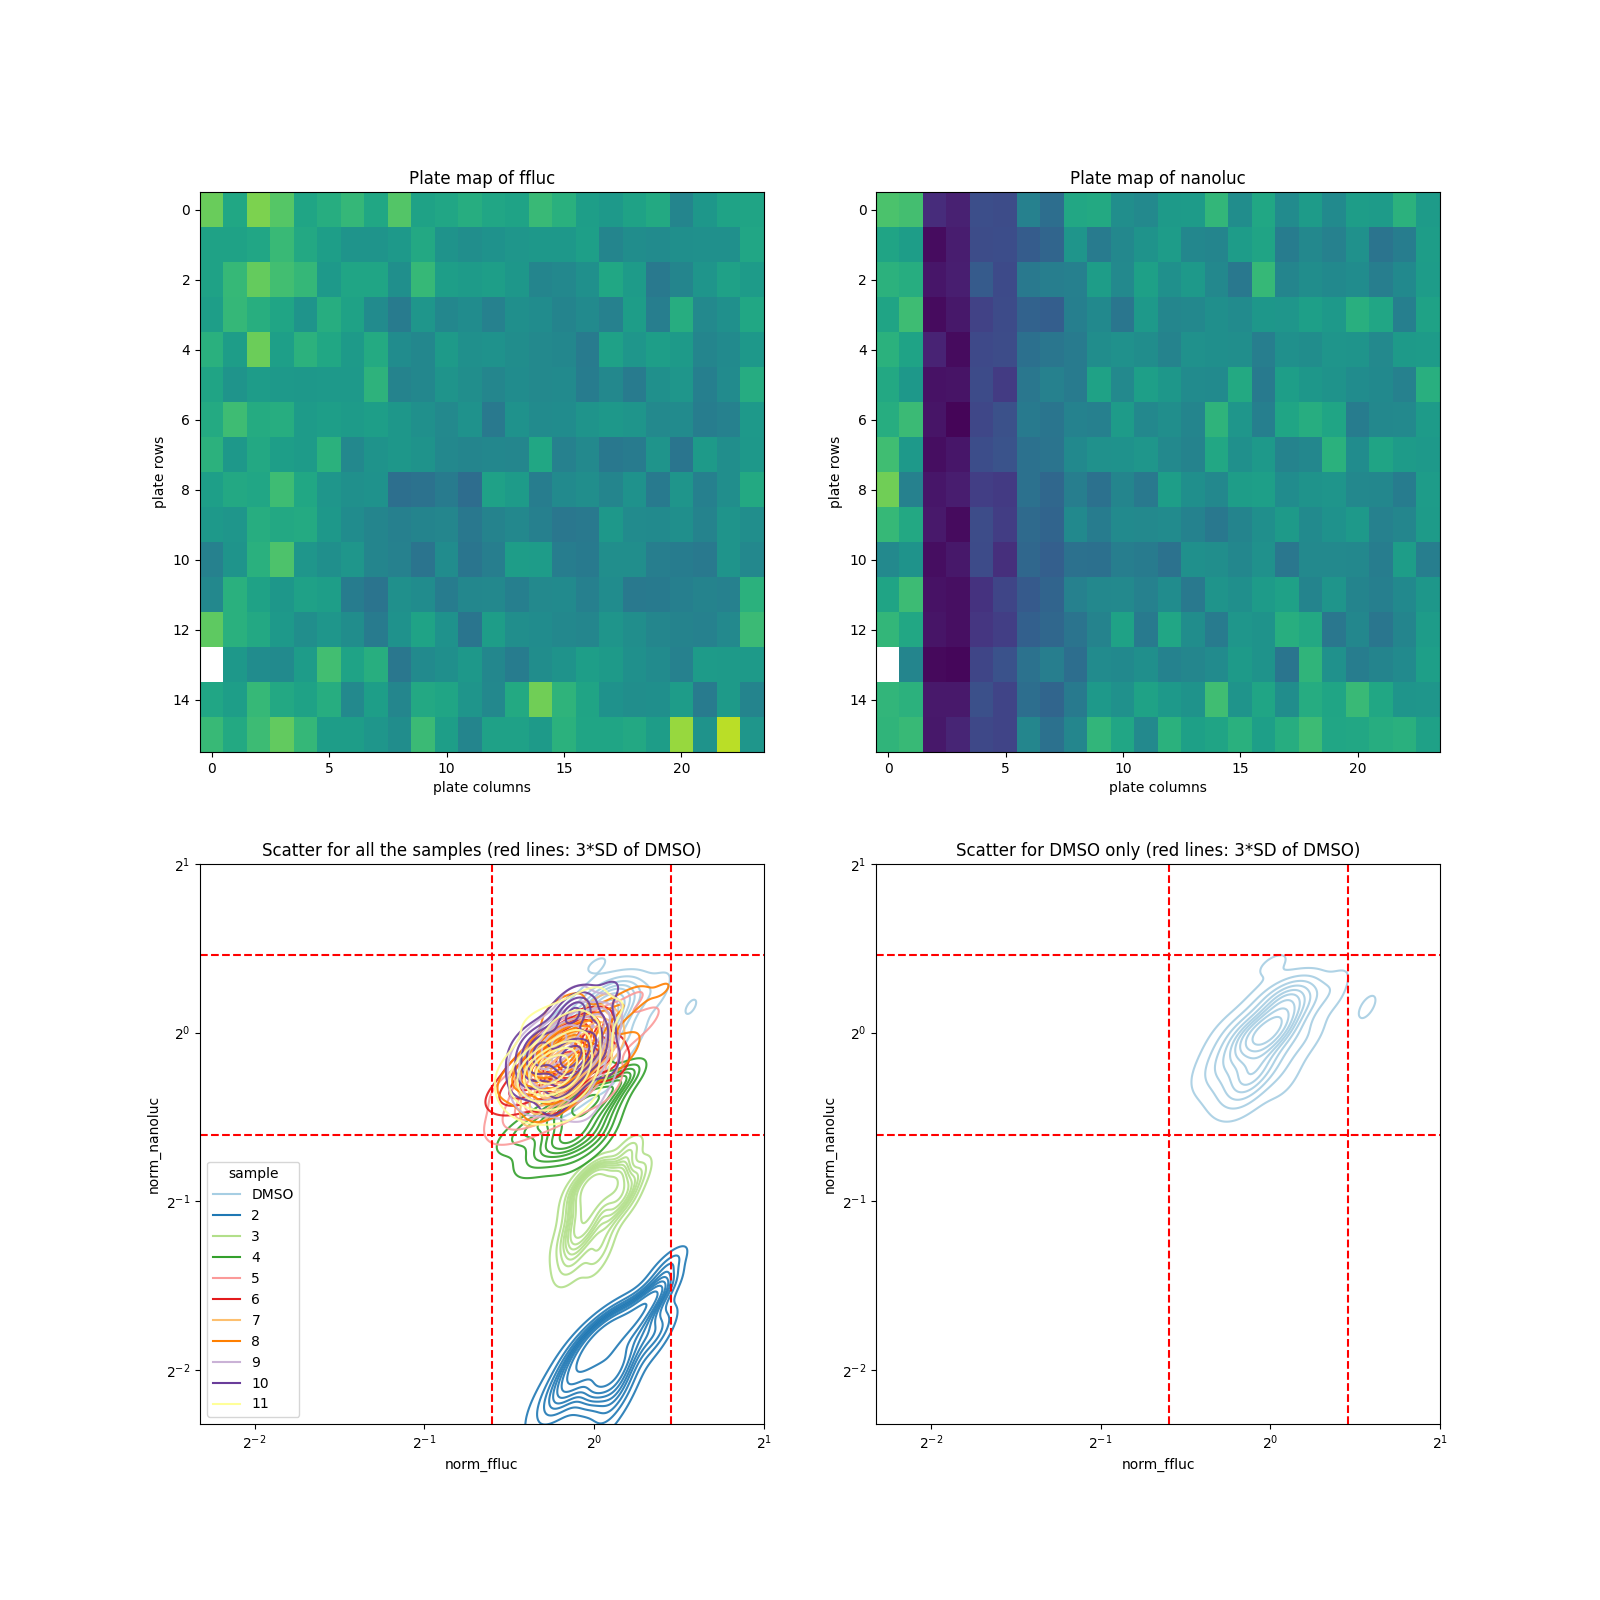 Plate map of ffluc
0
2
4
6
8
10
12
14
plate rows
0 5 10 15 20
plate columns
Plate map of nanoluc
0
2
4
6
8
10
12
14
plate rows
0 5 10 15 20
plate columns
Scatter for all the samples (red lines: 3*SD of DMSO)
2^1
2^0
2^-1
2^-2
norm_nanoluc
sample
DMSO
2
3
4
5
6
7
8
9
10
11
2^-2 2^-1 2^0 2^1
norm_ffluc
Scatter for DMSO only (red lines: 3*SD of DMSO)
2^1
2^0
2^-1
2^-2
norm_nanoluc
2^-2 2^-1 2^0 2^1
norm_ffluc